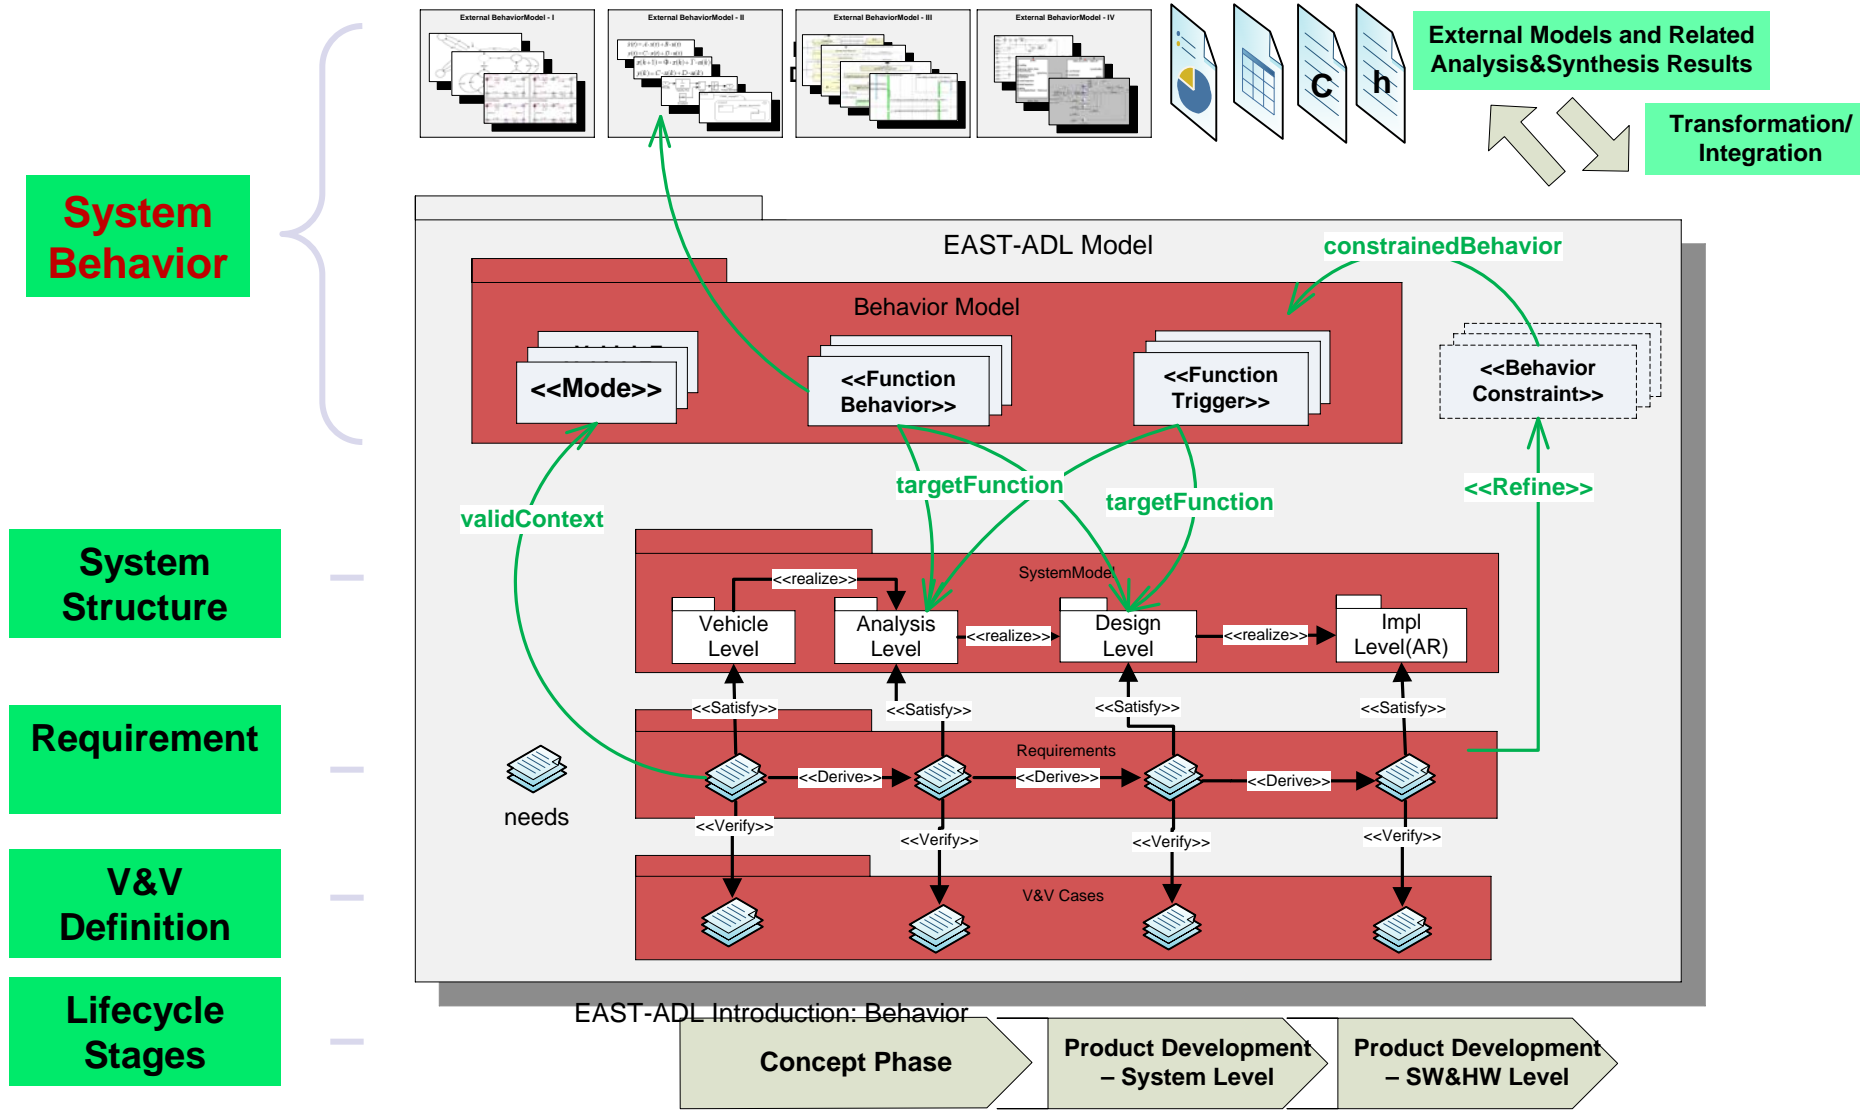 External BehaviorModel - I
External BehaviorModel - II
External BehaviorModel - III
External BehaviorModel - IV
C
h
External Models and Related
Analysis&Synthesis Results
Transformation/
Integration
System
Behavior
EAST-ADL Model
constrainedBehavior
Behavior Model
<<Mode>>
<<Function
Behavior>>
<<Function
Trigger>>
<<Behavior
Constraint>>
targetFunction
targetFunction
<<Refine>>
validContext
System
Structure
SystemModel
<<realize>>
Vehicle
Level
Analysis
Level
<<realize>>
Design
Level
<<realize>>
Impl
Level(AR)
<<Satisfy>>
<<Satisfy>>
<<Satisfy>>
<<Satisfy>>
Requirement
Requirements
<<Derive>>
<<Derive>>
<<Derive>>
needs
<<Verify>>
<<Verify>>
<<Verify>>
<<Verify>>
V&V
Definition
V&V Cases
Lifecycle
Stages
EAST-ADL Introduction: Behavior
Concept Phase
Product Development
– System Level
Product Development
– SW&HW Level